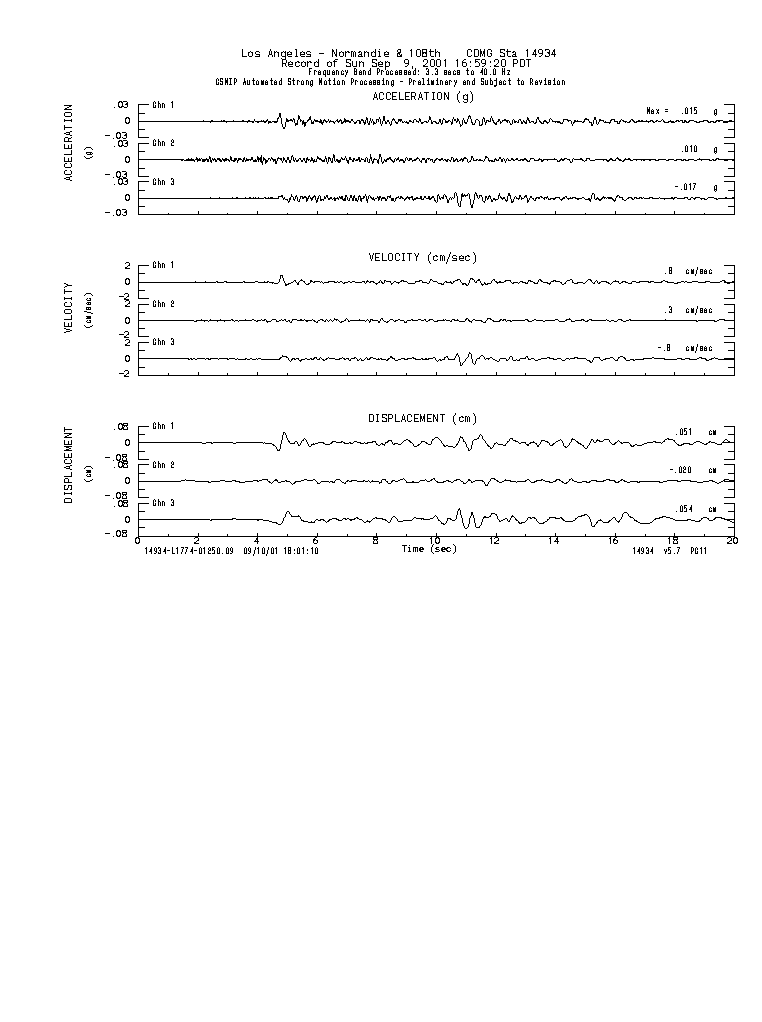 Los Angeles - Normandie & 108th CDMG Sta 14934
Record of Sun Sep 9, 2001 16:59:20 PDT
Frequency Band Processed: 3.3 secs to 40.0 Hz
CSMIP Automated Strong Motion Processing - Preliminary and Subject to Revision
ACCELERATION (g)
ACCELERATION
(g)
.03
0
-.03
Chn 1
Max = .015 g
.03
0
-.03
Chn 2
.010 g
.03
0
-.03
Chn 3
-.017 g
VELOCITY (cm/sec)
VELOCITY
(cm/sec)
2
0
-2
Chn 1
.8 cm/sec
2
0
-2
Chn 2
.3 cm/sec
2
0
-2
Chn 3
-.8 cm/sec
DISPLACEMENT (cm)
DISPLACEMENT
(cm)
.08
0
-.08
Chn 1
.051 cm
.08
0
-.08
Chn 2
-.020 cm
.08
0
-.08
Chn 3
.054 cm
0 2 4 6 8 10 12 14 16 18 20
Time (sec)
14934-L1774-01250.09 09/10/01 18:01:10
14934 v5.7 PC11